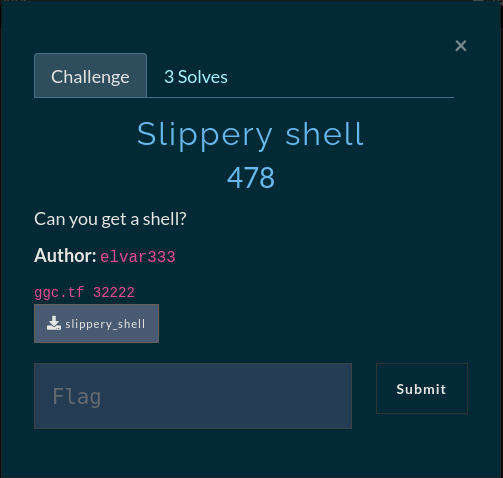 ×
Challenge
3 Solves
Slippery shell
478
Can you get a shell?
Author: elvar333
ggc.tf 32222
slippery_shell
Flag
Submit